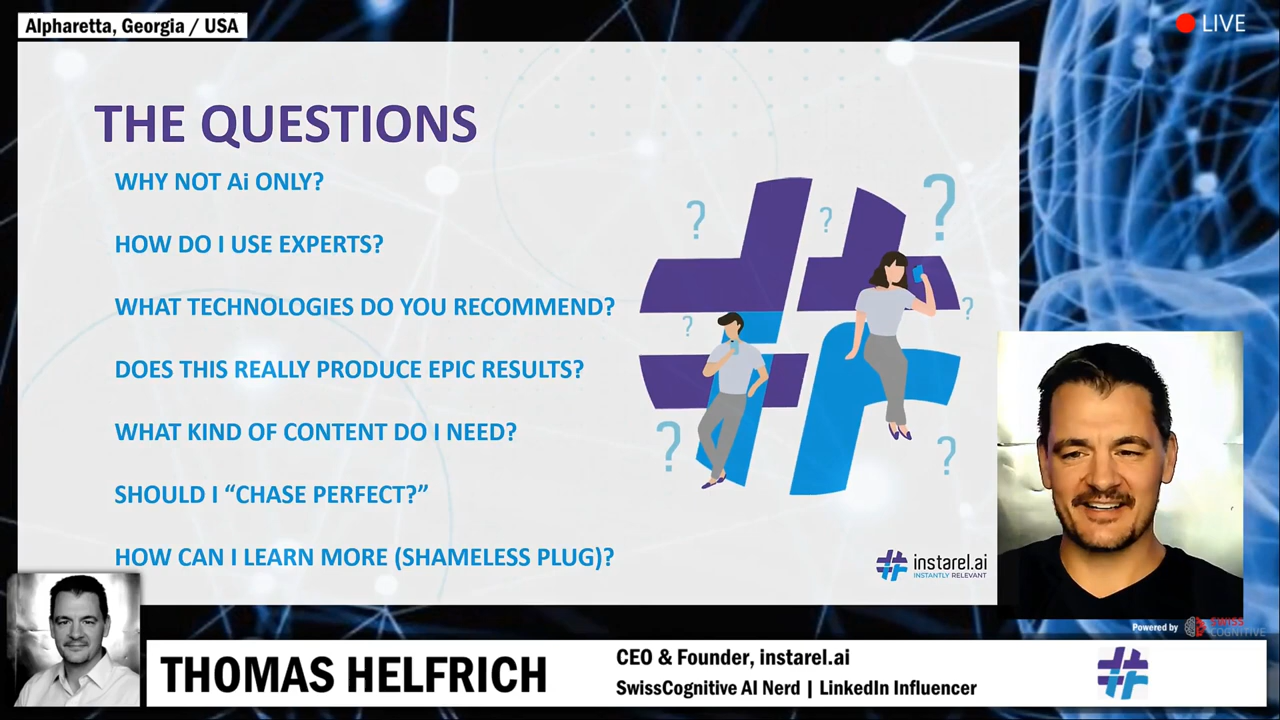 Alpharetta, Georgia / USA
LIVE
THE QUESTIONS
WHY NOT Ai ONLY?
HOW DO I USE EXPERTS?
WHAT TECHNOLOGIES DO YOU RECOMMEND?
DOES THIS REALLY PRODUCE EPIC RESULTS?
WHAT KIND OF CONTENT DO I NEED?
SHOULD I “CHASE PERFECT?”
HOW CAN I LEARN MORE (SHAMELESS PLUG)?
? ? ? ? ? ? ?
instarel.ai
INSTANTLY RELEVANT
Powered by SWISS COGNITIVE
THOMAS HELFRICH
CEO & Founder, instarel.ai
SwissCognitive AI Nerd | LinkedIn Influencer